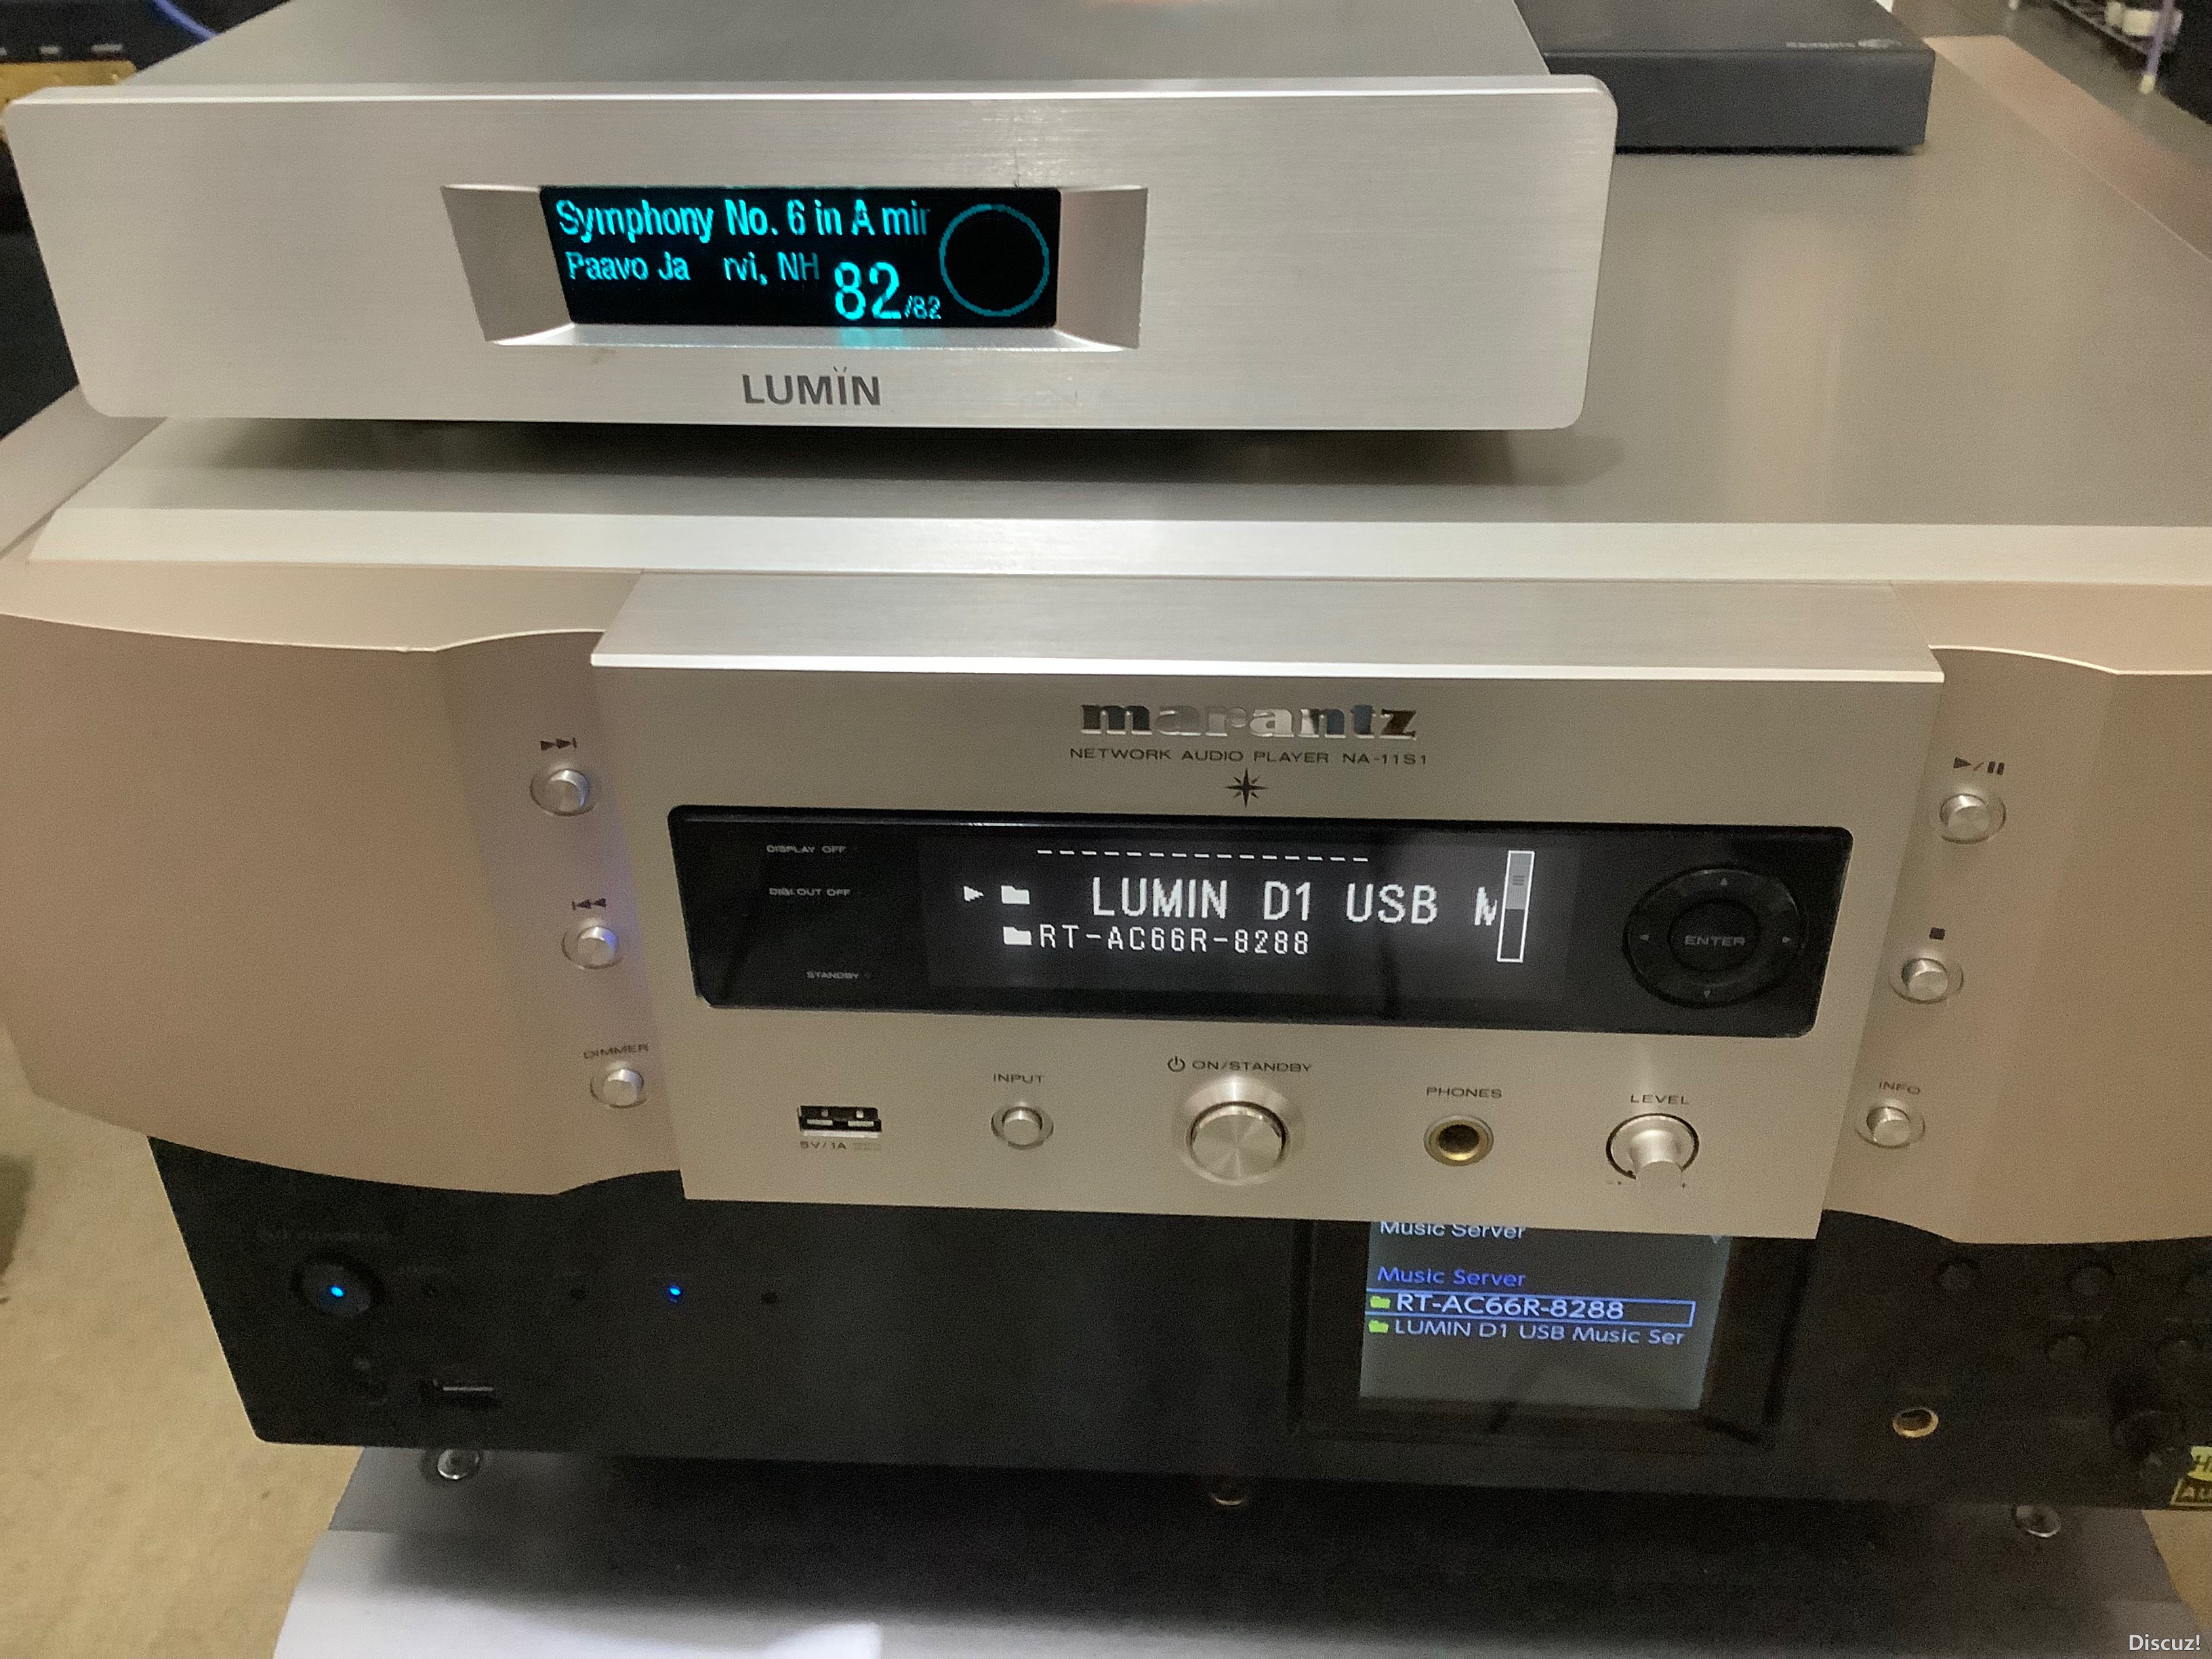 Symphony No. 6 in A mir
Paavo Ja rvi, NH
82/82
LUMÏN
marantz
NETWORK AUDIO PLAYER NA-11S1
DISPLAY OFF
DIGI.OUT OFF
STANDBY
LUMIN D1 USB M
RT-AC66R-8288
ENTER
DIMMER
INPUT
ON/STANDBY
PHONES
LEVEL
INFO
5V/1A
Music Server
Music Server
RT-AC66R-8288
LUMIN D1 USB Music Ser
AU
Discuz!